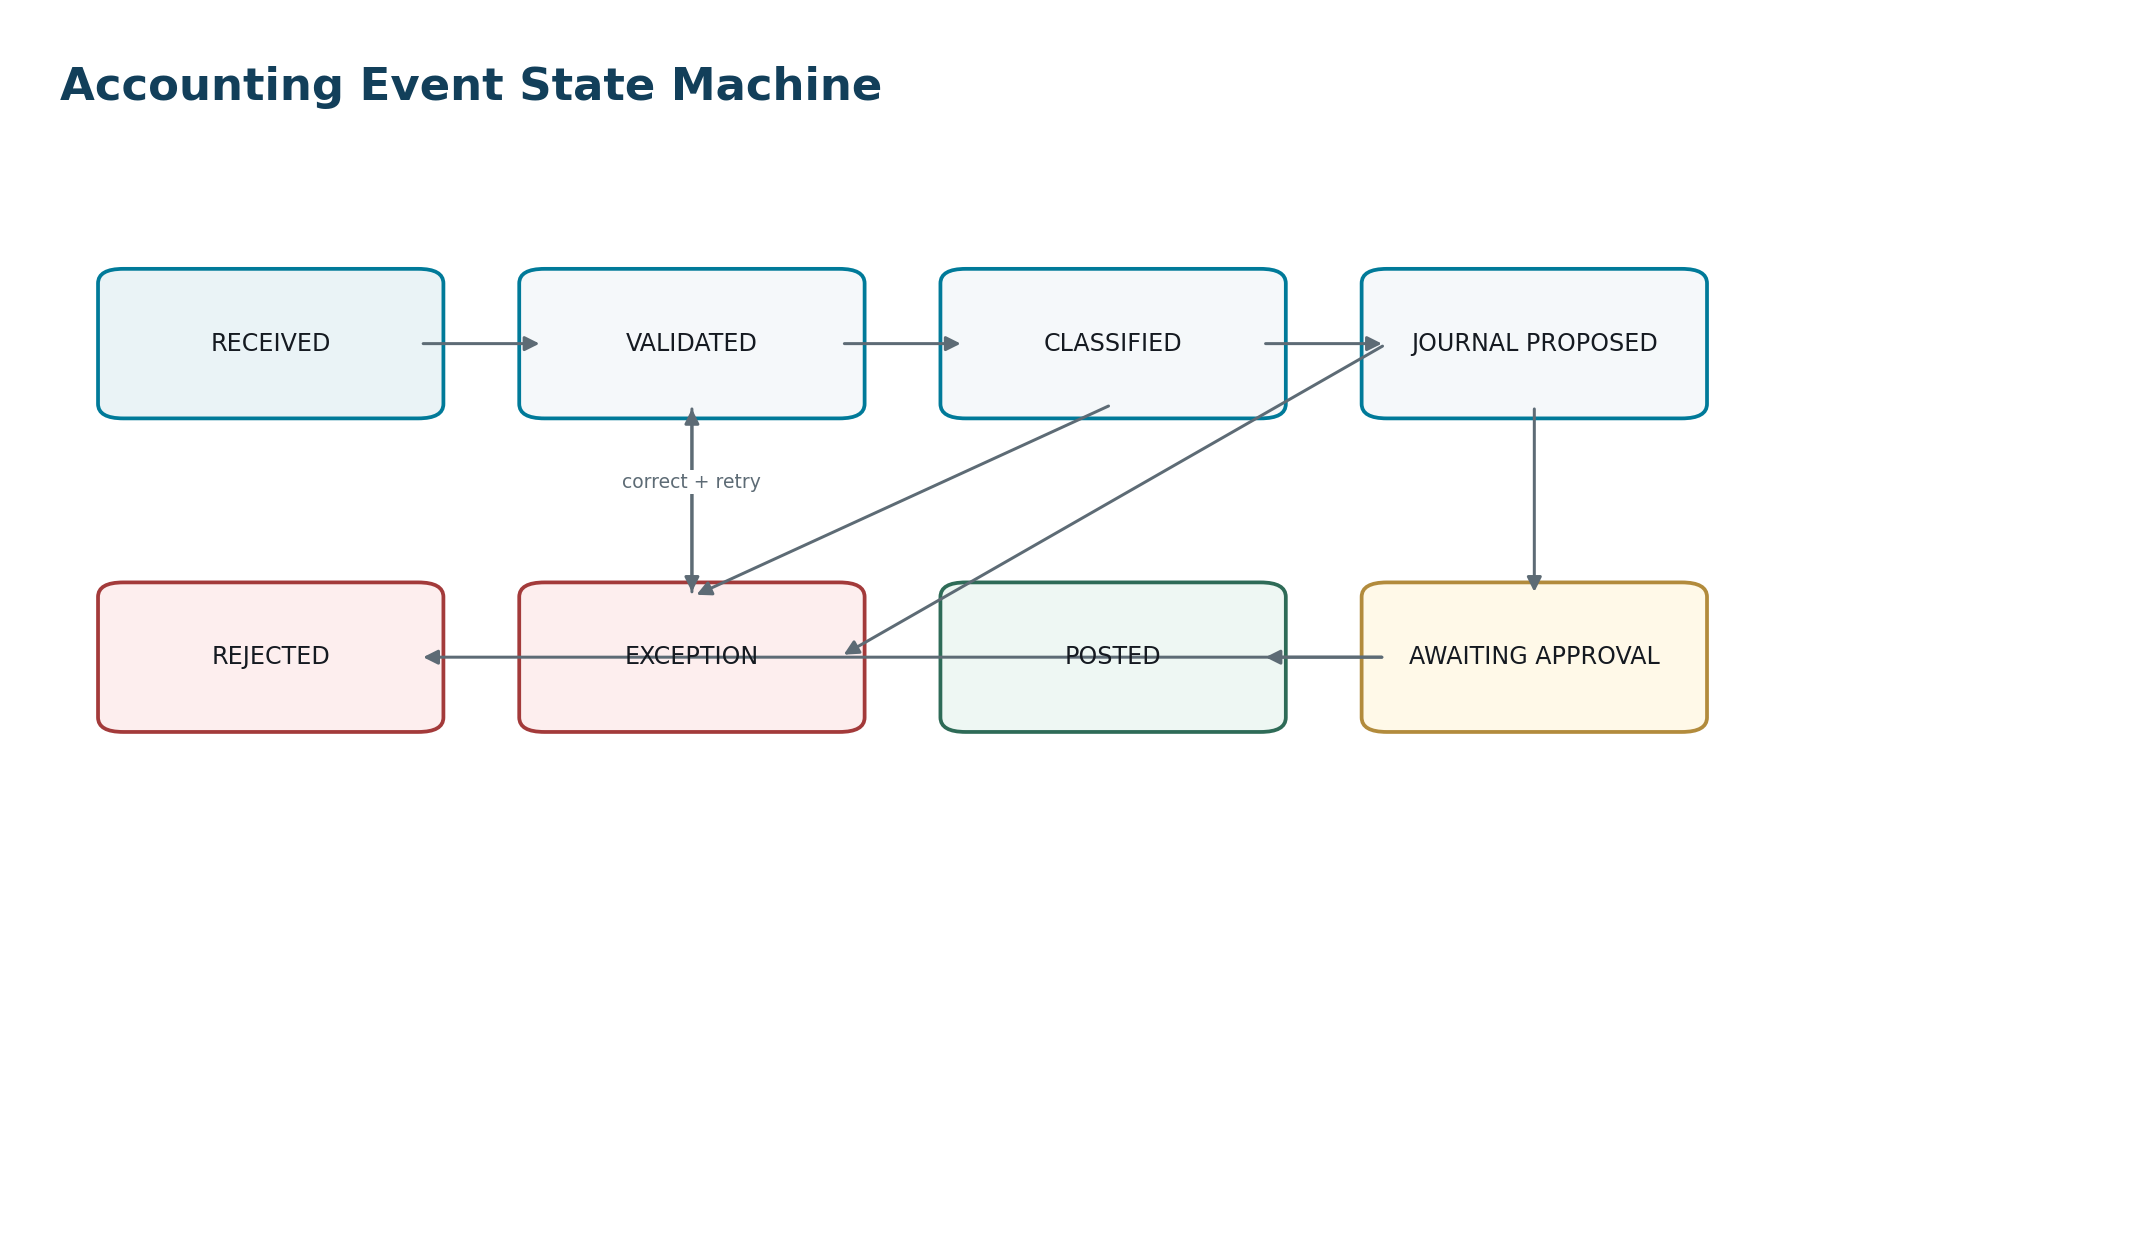 Accounting Event State Machine
RECEIVED
VALIDATED
CLASSIFIED
JOURNAL PROPOSED
correct + retry
REJECTED
EXCEPTION
POSTED
AWAITING APPROVAL